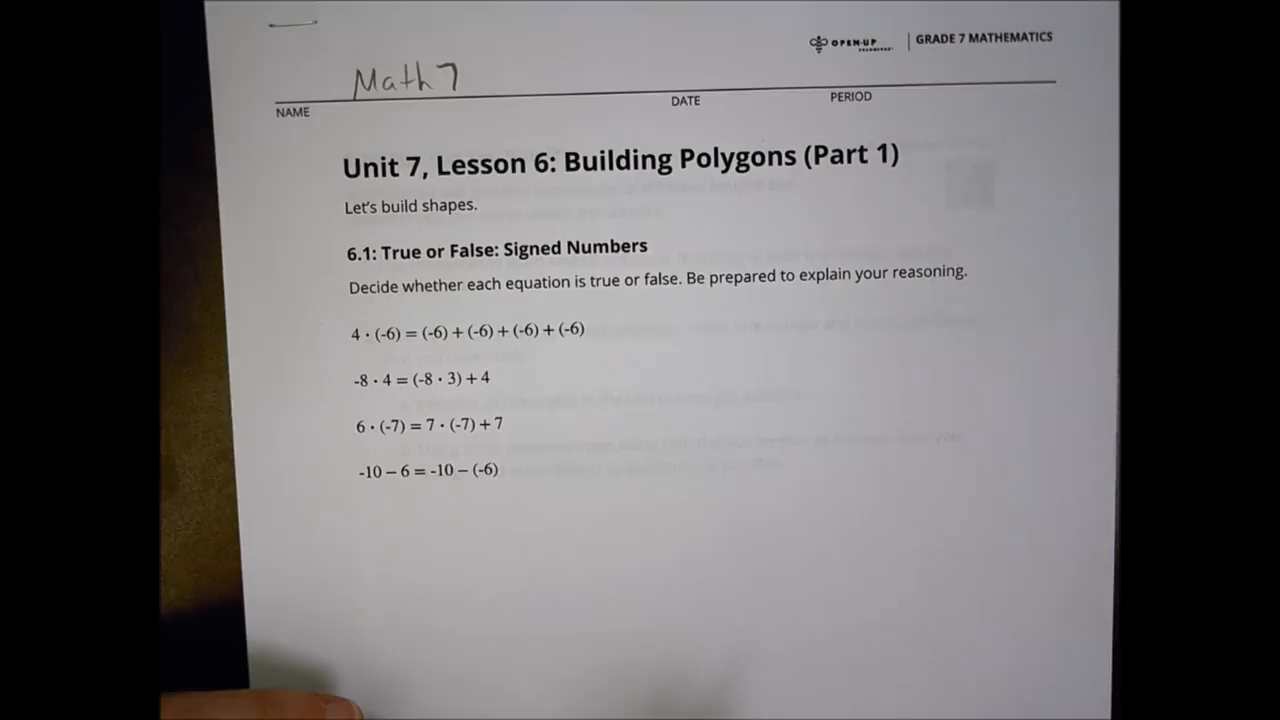 OPEN-UP
GRADE 7 MATHEMATICS
Math 7
NAME DATE PERIOD
Unit 7, Lesson 6: Building Polygons (Part 1)
Let's build shapes.
6.1: True or False: Signed Numbers
Decide whether each equation is true or false. Be prepared to explain your reasoning.
4 · (-6) = (-6) + (-6) + (-6) + (-6)
-8 · 4 = (-8 · 3) + 4
6 · (-7) = 7 · (-7) + 7
-10 – 6 = -10 – (-6)